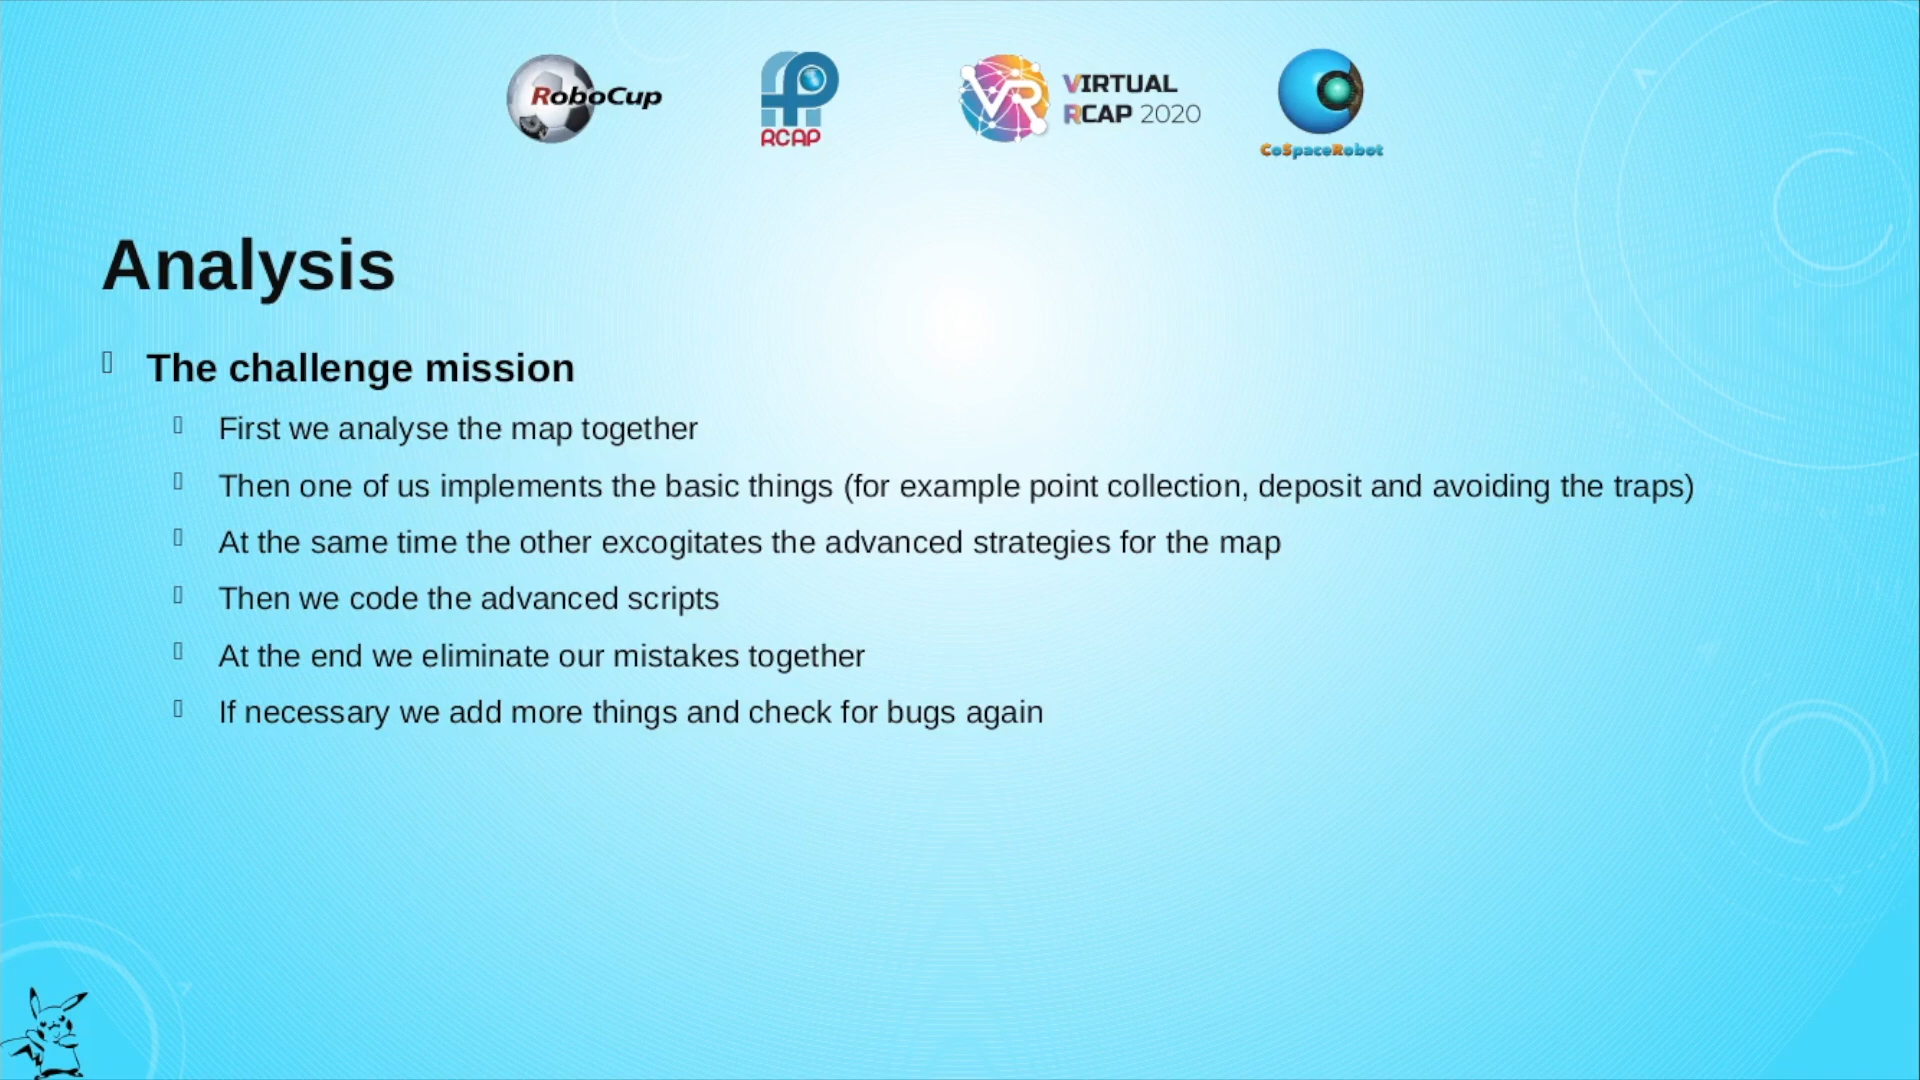 RoboCup
RCAP
VIRTUAL
RCAP 2020
CoSpaceRobot
Analysis
The challenge mission
First we analyse the map together
Then one of us implements the basic things (for example point collection, deposit and avoiding the traps)
At the same time the other excogitates the advanced strategies for the map
Then we code the advanced scripts
At the end we eliminate our mistakes together
If necessary we add more things and check for bugs again